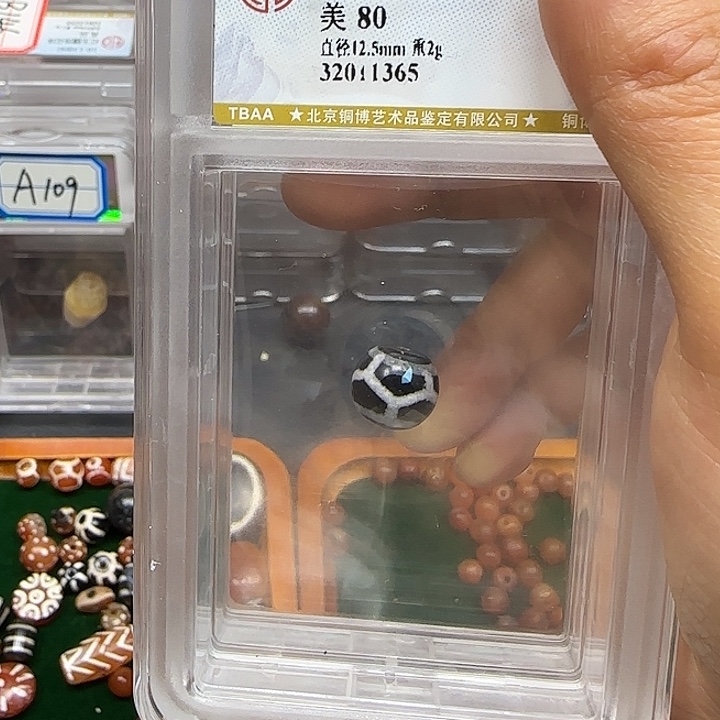 美 80
直径12.5mm 重2g
32011365
TBAA ★北京铜博艺术品鉴定有限公司★ 铜
A109